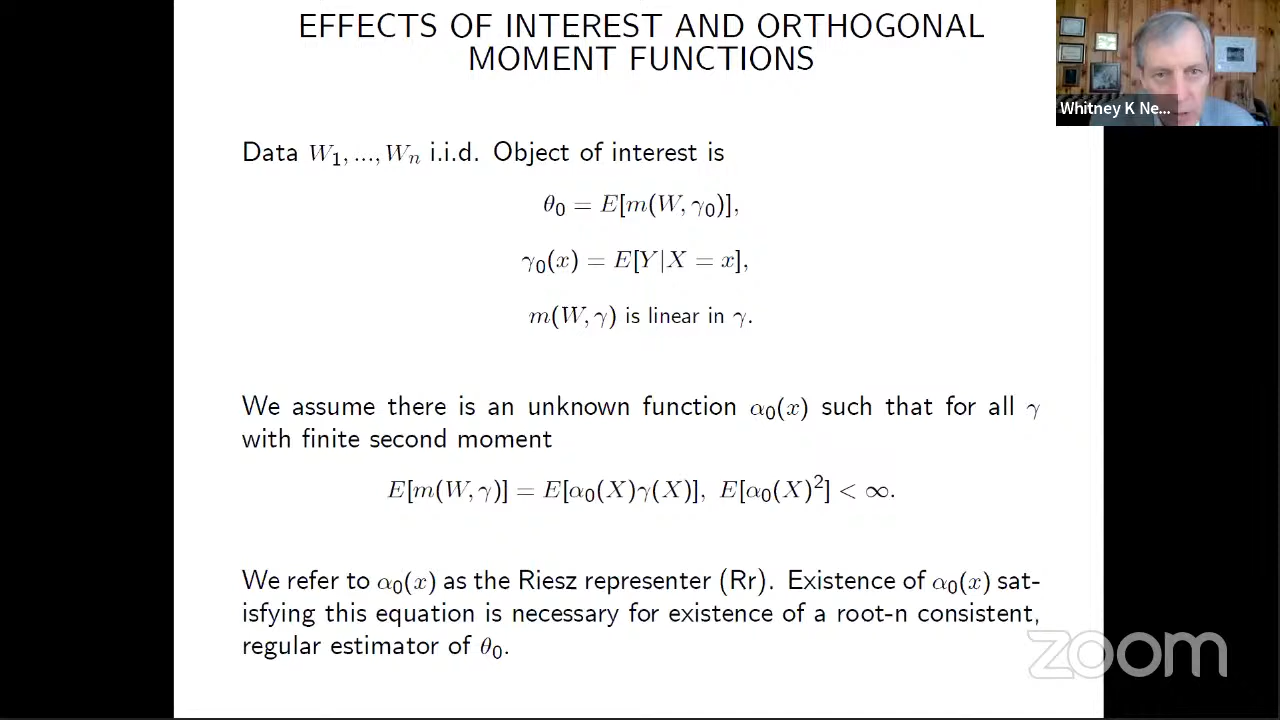 EFFECTS OF INTEREST AND ORTHOGONAL
MOMENT FUNCTIONS
Whitney K Ne...
Data W₁, ..., Wₙ i.i.d. Object of interest is
θ₀ = E[m(W, γ₀)],
γ₀(x) = E[Y|X = x],
m(W, γ) is linear in γ.
We assume there is an unknown function α₀(x) such that for all γ
with finite second moment
E[m(W, γ)] = E[α₀(X)γ(X)], E[α₀(X)²] < ∞.
We refer to α₀(x) as the Riesz representer (Rr). Existence of α₀(x) sat-
isfying this equation is necessary for existence of a root-n consistent,
regular estimator of θ₀.
zoom